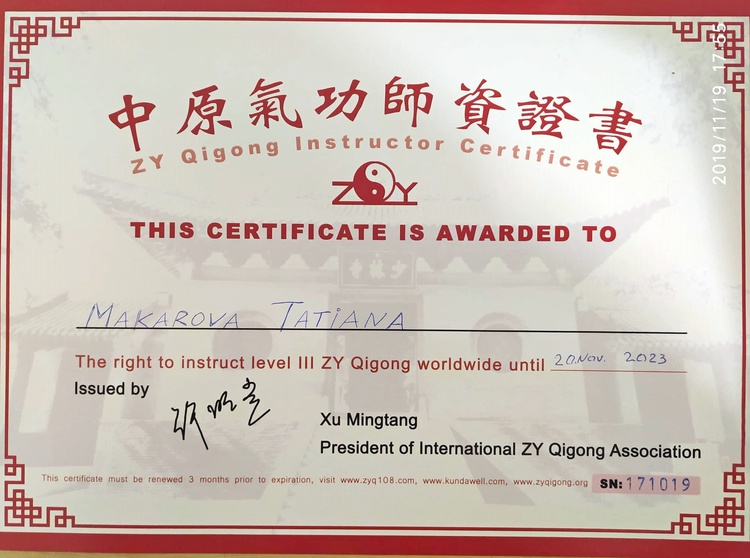 中原氣功師資證書
ZY Qigong Instructor Certificate
ZY
THIS CERTIFICATE IS AWARDED TO
MAKAROVA TATIANA
The right to instruct level III ZY Qigong worldwide until 20.Nov. 2023
Issued by
Xu Mingtang
President of International ZY Qigong Association
This certificate must be renewed 3 months prior to expiration, visit www.zyq108.com, www.kundawell.com, www.zyqigong.org
SN: 171019
2019/11/19 17:55